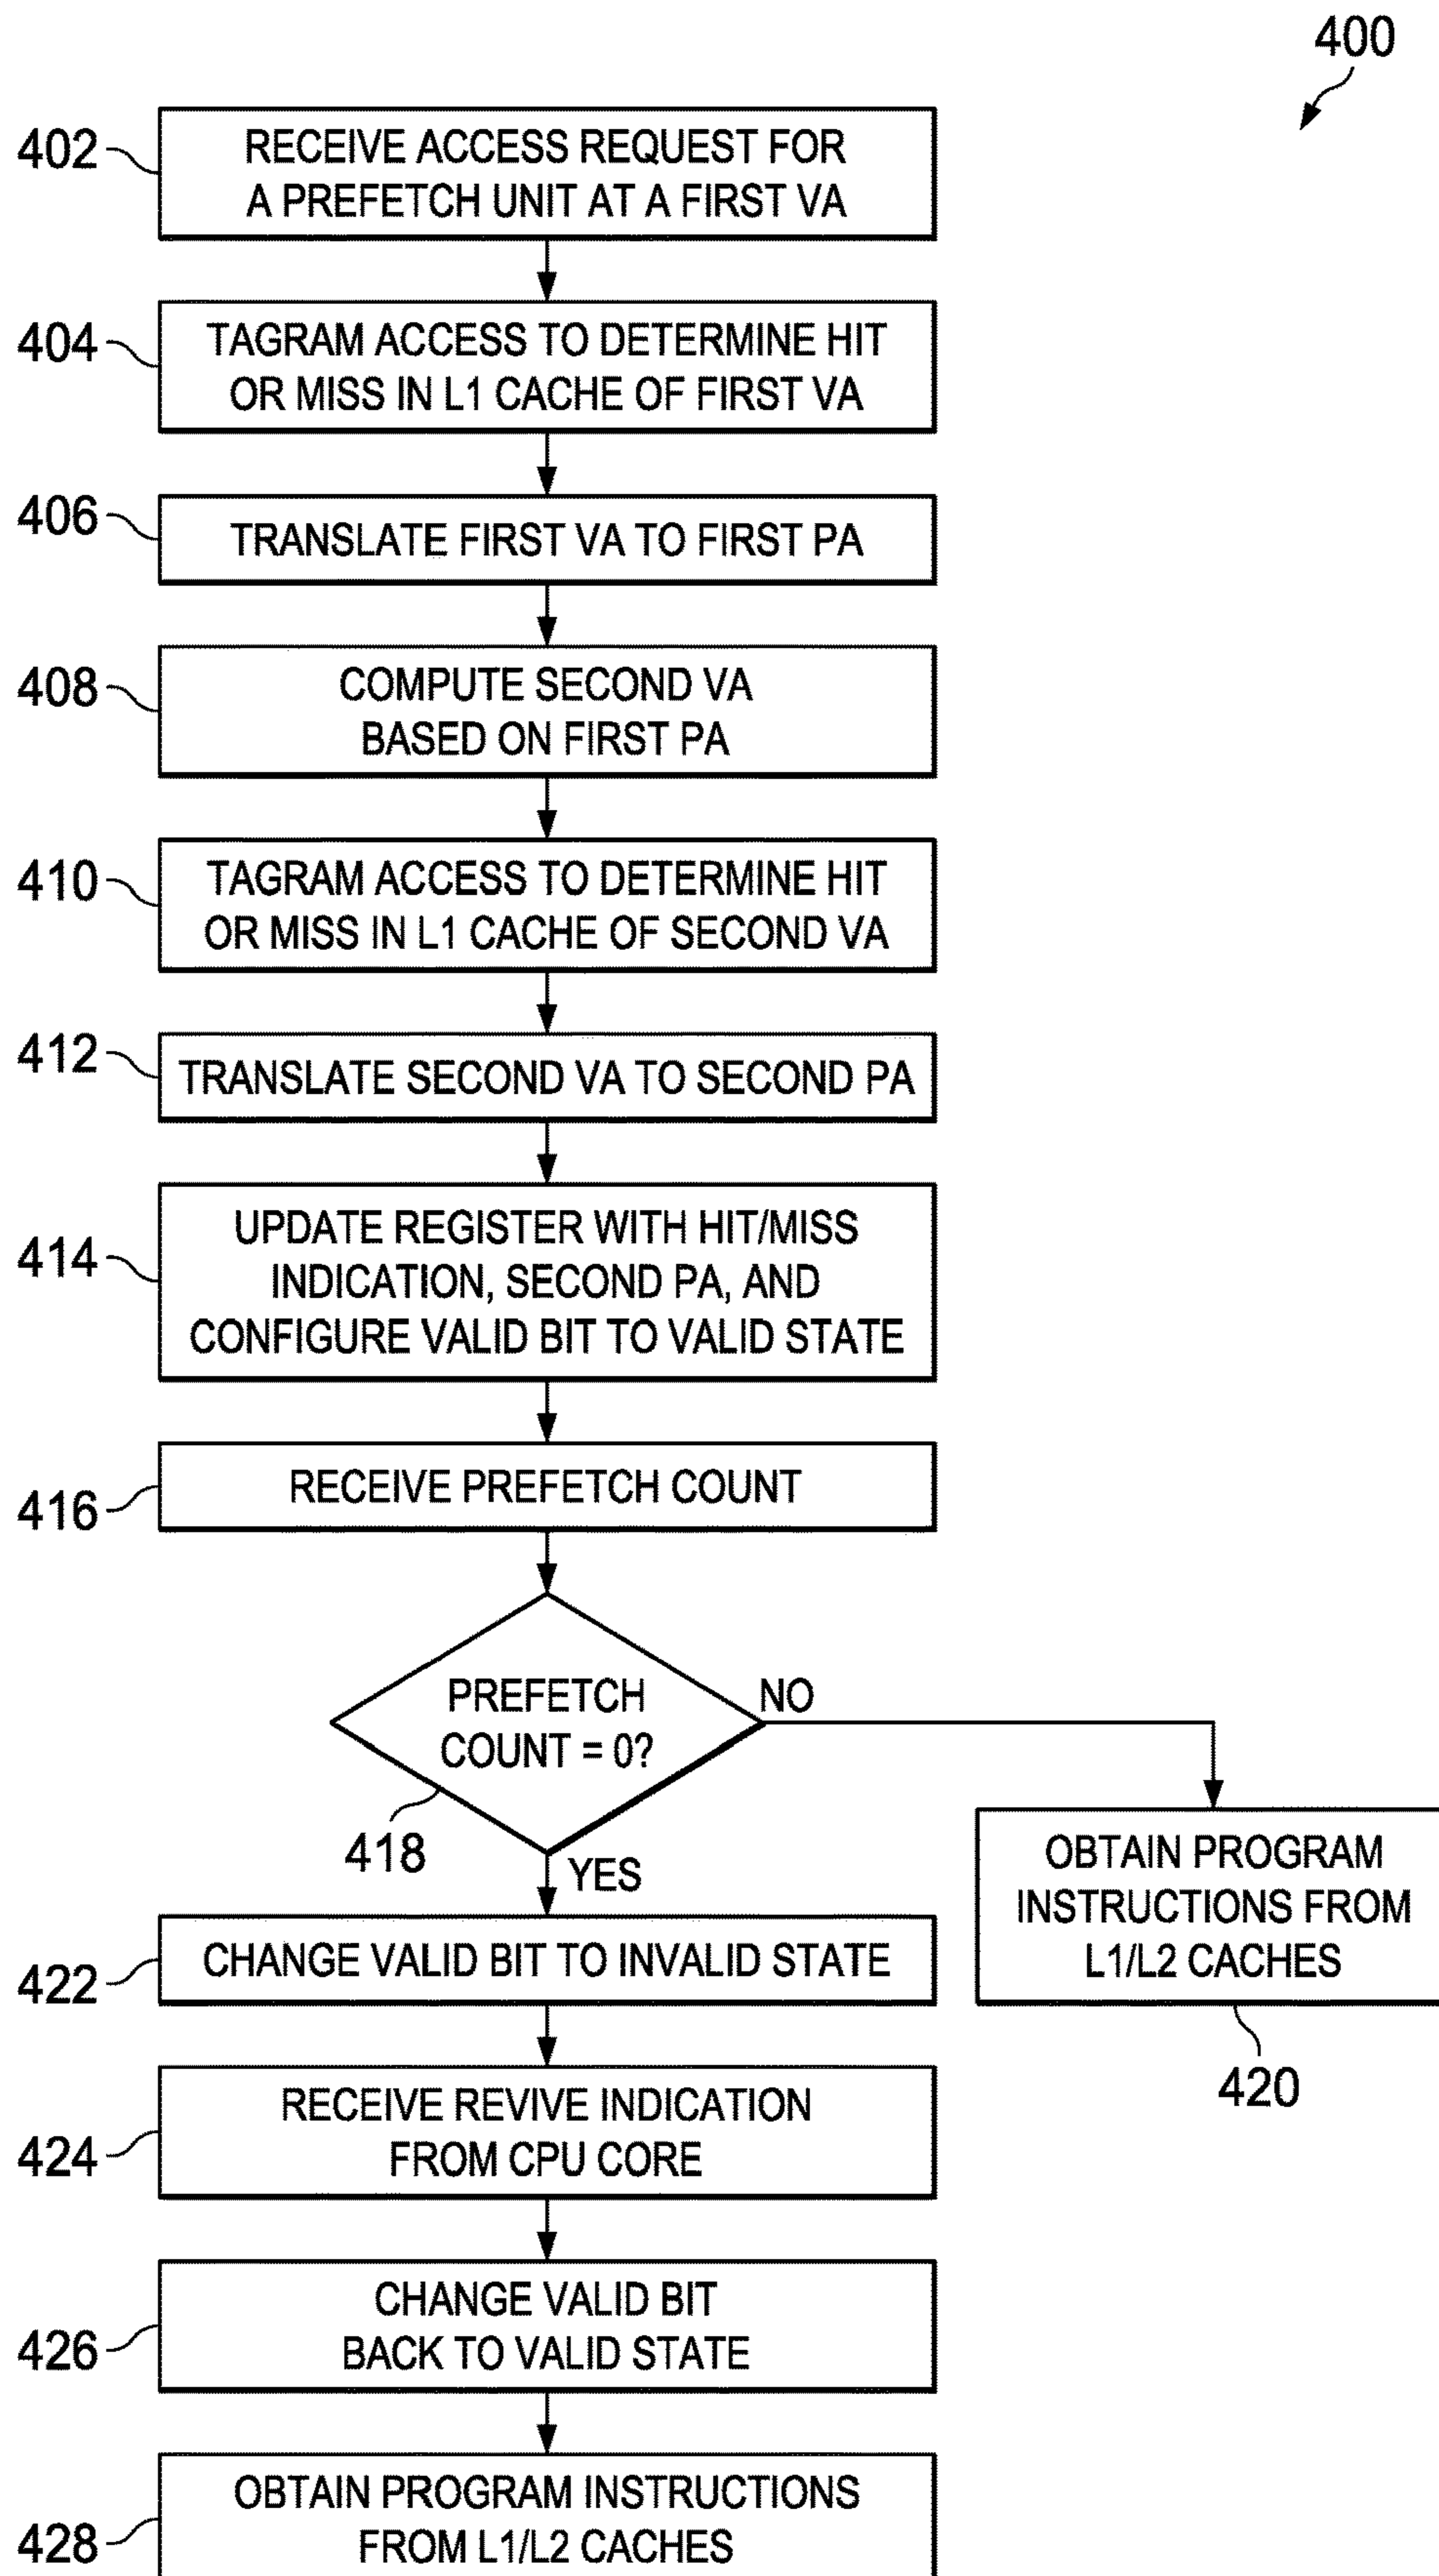 400
402
RECEIVE ACCESS REQUEST FOR
A PREFETCH UNIT AT A FIRST VA
404
TAGRAM ACCESS TO DETERMINE HIT
OR MISS IN L1 CACHE OF FIRST VA
406
TRANSLATE FIRST VA TO FIRST PA
408
COMPUTE SECOND VA
BASED ON FIRST PA
410
TAGRAM ACCESS TO DETERMINE HIT
OR MISS IN L1 CACHE OF SECOND VA
412
TRANSLATE SECOND VA TO SECOND PA
414
UPDATE REGISTER WITH HIT/MISS
INDICATION, SECOND PA, AND
CONFIGURE VALID BIT TO VALID STATE
416
RECEIVE PREFETCH COUNT
PREFETCH
COUNT = 0?
NO
418
YES
OBTAIN PROGRAM
INSTRUCTIONS FROM
L1/L2 CACHES
420
422
CHANGE VALID BIT TO INVALID STATE
424
RECEIVE REVIVE INDICATION
FROM CPU CORE
426
CHANGE VALID BIT
BACK TO VALID STATE
428
OBTAIN PROGRAM INSTRUCTIONS
FROM L1/L2 CACHES